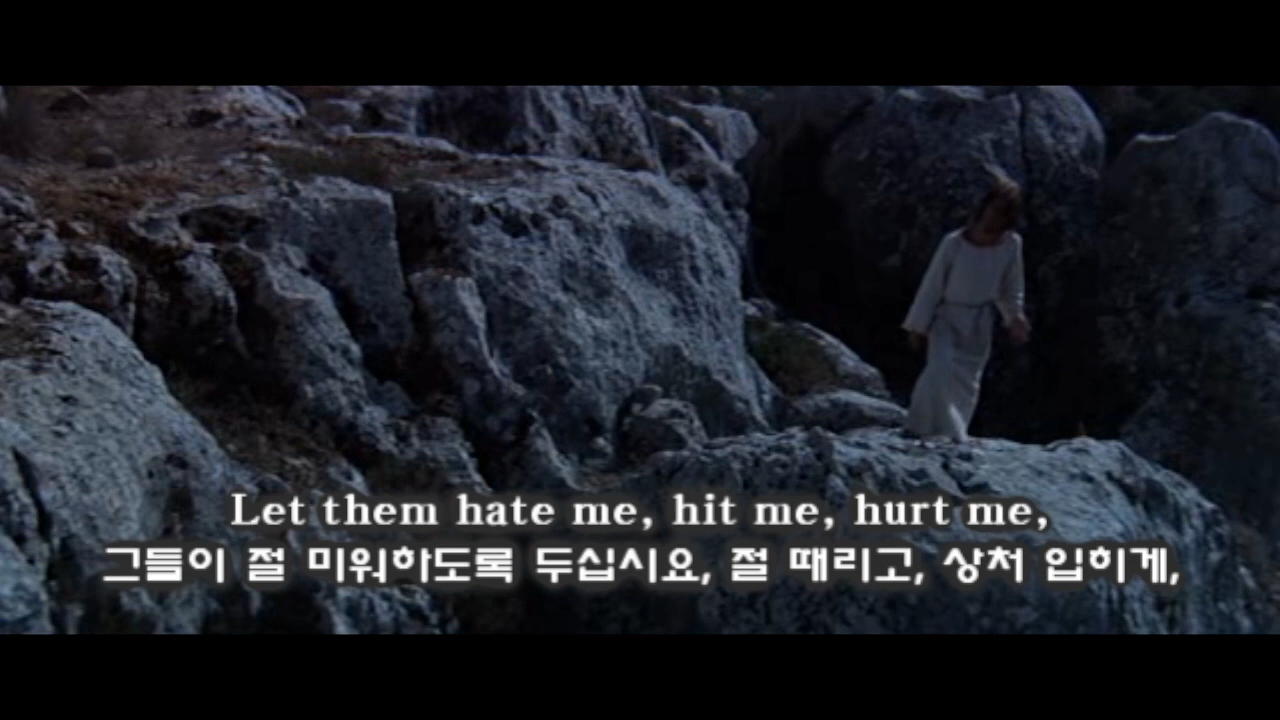 Let them hate me, hit me, hurt me,
그들이 절 미워하도록 두십시요, 절 때리고, 상처 입히게,